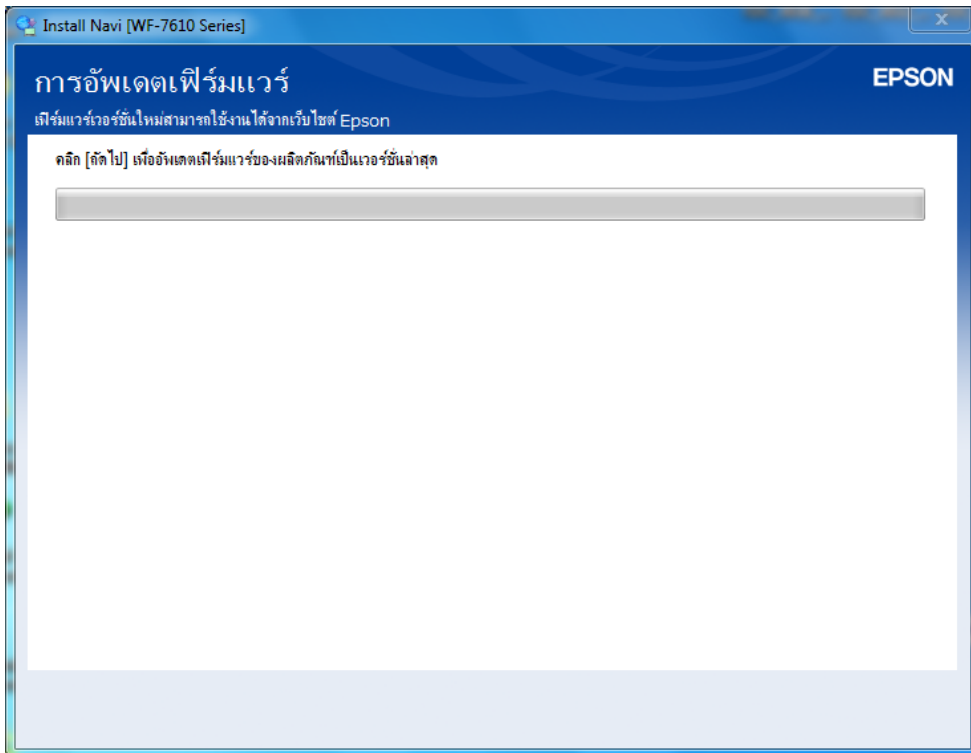 Install Navi [WF-7610 Series]
การอัพเดตเฟิร์มแวร์
EPSON
เฟิร์มแวร์เวอร์ชั่นใหม่สามารถใช้งานได้จากเว็บไซต์ Epson
คลิก [ถัดไป] เพื่ออัพเดตเฟิร์มแวร์ของผลิตภัณฑ์เป็นเวอร์ชั่นล่าสุด